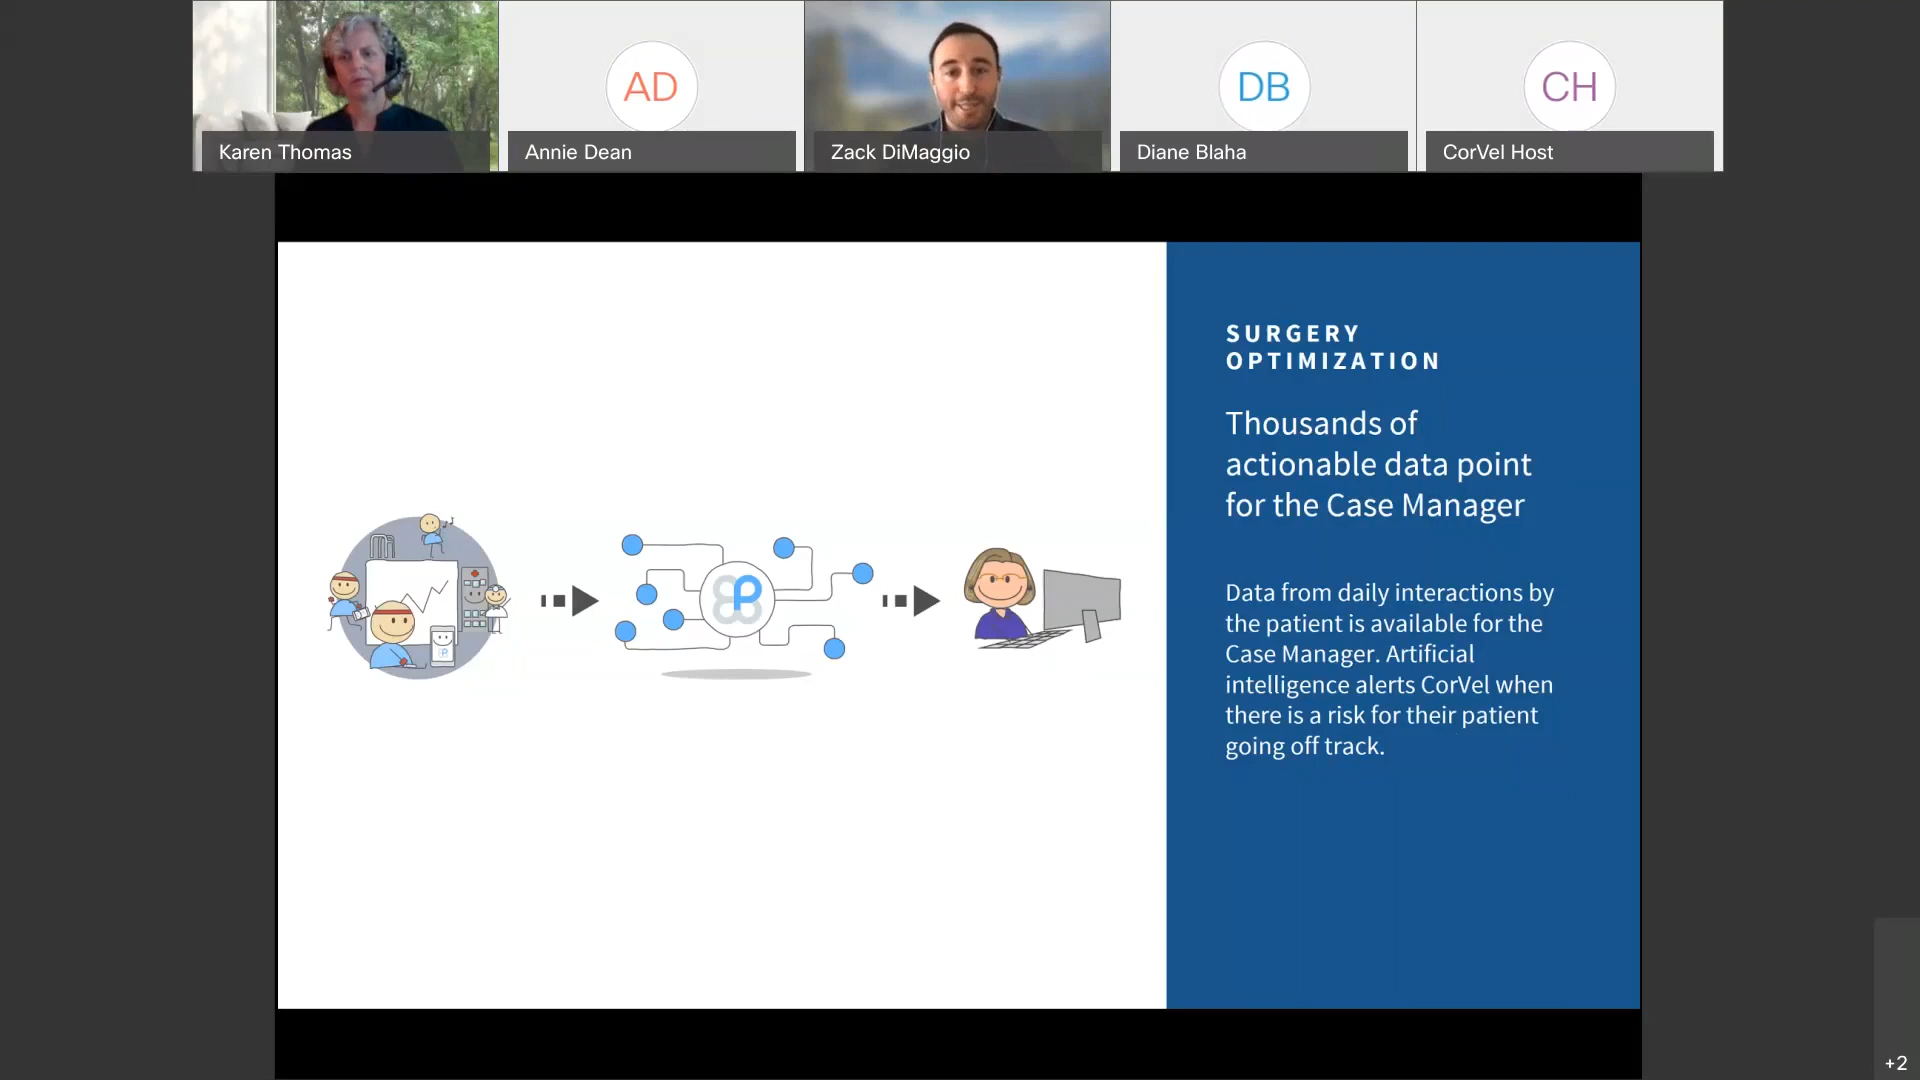 AD
DB
CH
Karen Thomas
Annie Dean
Zack DiMaggio
Diane Blaha
CorVel Host
SURGERY
OPTIMIZATION
Thousands of
actionable data point
for the Case Manager
Data from daily interactions by
the patient is available for the
Case Manager. Artificial
intelligence alerts CorVel when
there is a risk for their patient
going off track.
P
P
+2